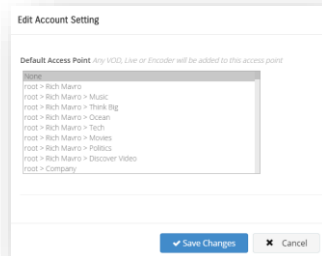 Edit Account Setting
Default Access Point Any VOD, Live or Encoder will be added to this access point
None
root > Rich Mavro
root > Rich Mavro > Music
root > Rich Mavro > Think Big
root > Rich Mavro > Ocean
root > Rich Mavro > Tech
root > Rich Mavro > Movies
root > Rich Mavro > Politics
root > Rich Mavro > Discover Video
root > Company
✔ Save Changes ✖ Cancel